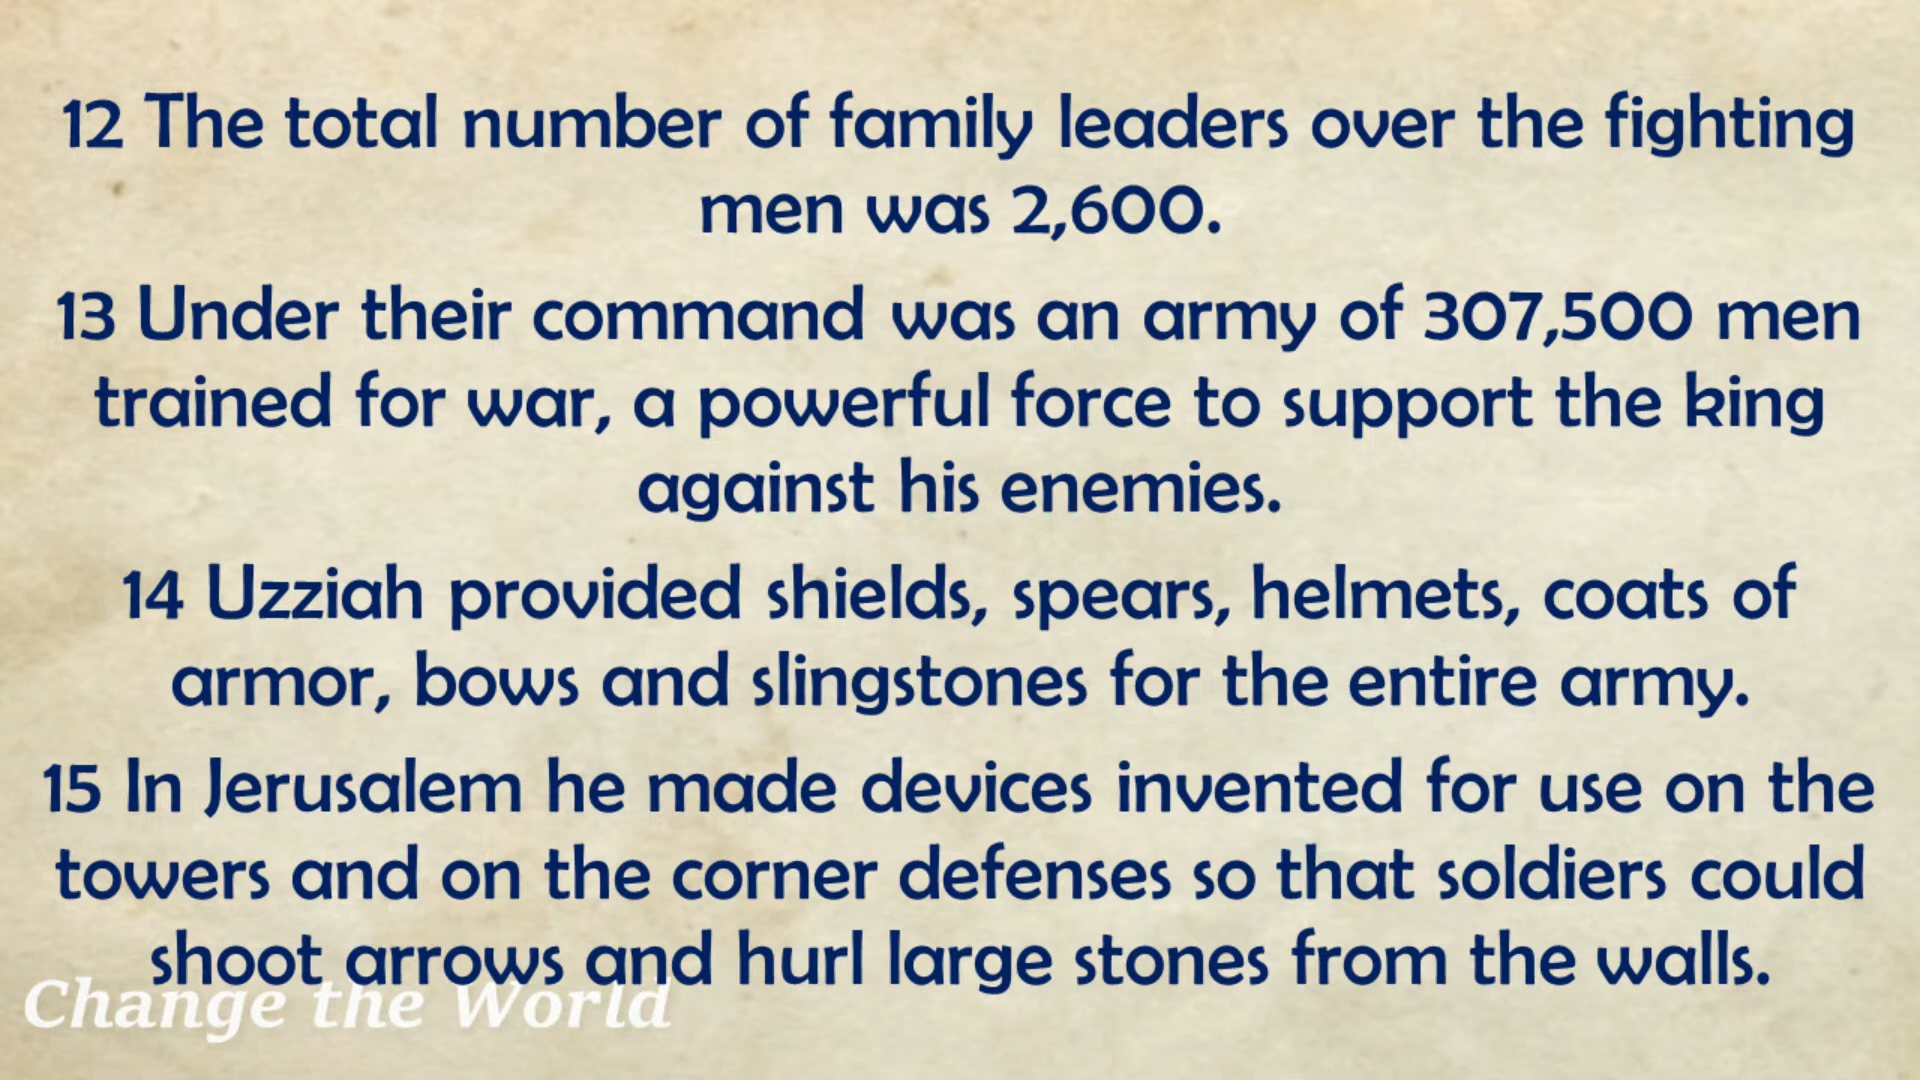 12 The total number of family leaders over the fighting
men was 2,600.
13 Under their command was an army of 307,500 men
trained for war, a powerful force to support the king
against his enemies.
14 Uzziah provided shields, spears, helmets, coats of
armor, bows and slingstones for the entire army.
15 In Jerusalem he made devices invented for use on the
towers and on the corner defenses so that soldiers could
shoot arrows and hurl large stones from the walls.
Change the World